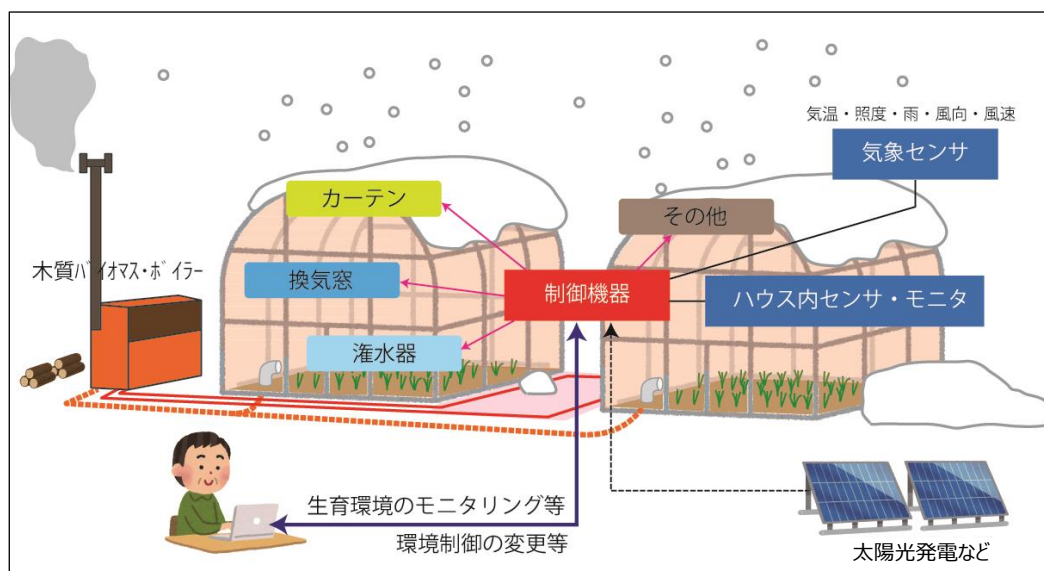 気温・照度・雨・風向・風速
気象センサ
カーテン
その他
木質ﾊﾞｲｵﾏｽ・ﾎﾞｲﾗｰ
換気窓
制御機器
ハウス内センサ・モニタ
潅水器
生育環境のモニタリング等
環境制御の変更等
太陽光発電など